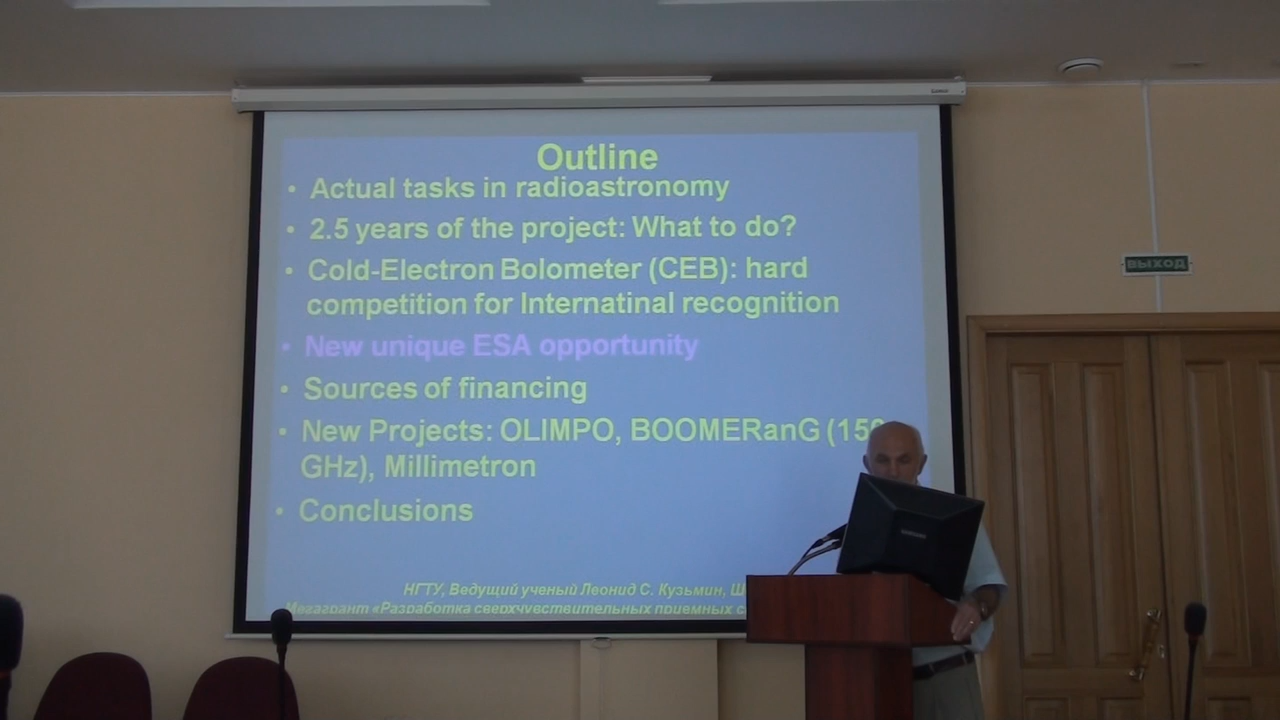 Outline
• Actual tasks in radioastronomy
• 2.5 years of the project: What to do?
• Cold-Electron Bolometer (CEB): hard
competition for Internatinal recognition
• New unique ESA opportunity
• Sources of financing
• New Projects: OLIMPO, BOOMERanG (150
GHz), Millimetron
• Conclusions
НГТУ, Ведущий ученый Леонид С. Кузьмин,
Мегагрант «Разработка сверхчувствительных приемных
ВЫХОД
SAMSUNG